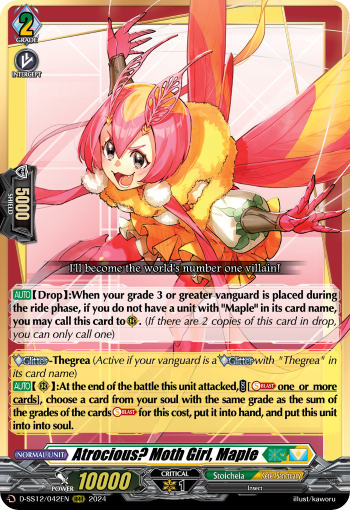 2
GRADE
INTERCEPT
5000
SHIELD
I'll become the world's number one villain!
AUTO【Drop】:When your grade 3 or greater vanguard is placed during
the ride phase, if you do not have a unit with "Maple" in its card name,
you may call this card to . (If there are 2 copies of this card in drop,
you can only call one)
Glitter-Thegrea (Active if your vanguard is a Glitter with "Thegrea" in
its card name)
AUTO :At the end of the battle this unit attacked, [SOUL BLAST one or more
cards], choose a card from your soul with the same grade as the sum of
the grades of the cards SOUL BLAST for this cost, put it into hand, and put this unit
into into soul.
NORMAL UNIT Atrocious? Moth Girl, Maple
POWER 10000 CRITICAL 1 Stoicheia
Insect
D-SS12/042EN RRR 2024 illust/kaworu